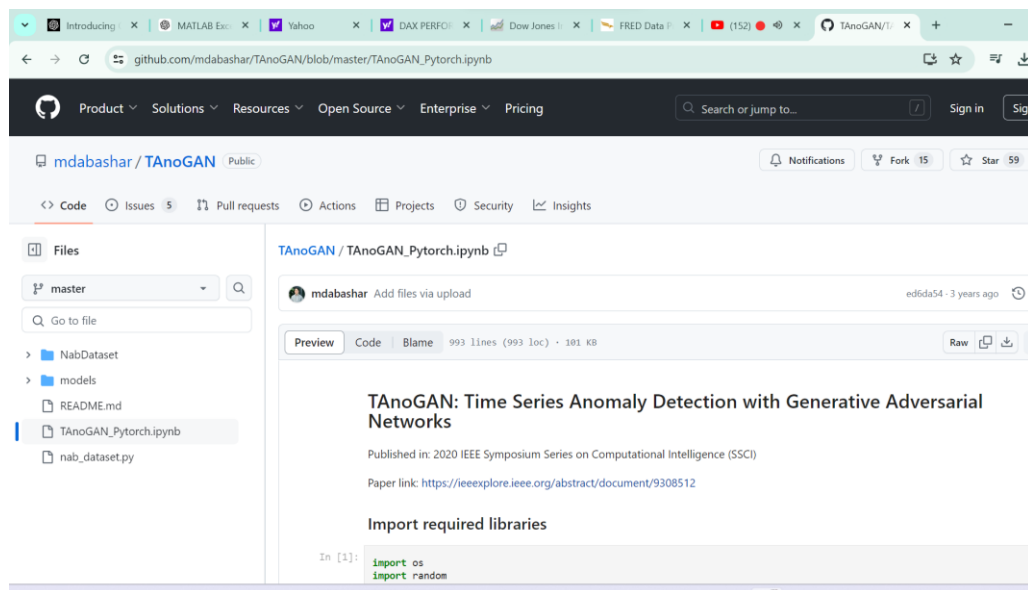 Introducing
MATLAB Exc
Yahoo
DAX PERFOR
Dow Jones I
FRED Data P
(152)
TAnoGAN/T
github.com/mdabashar/TAnoGAN/blob/master/TAnoGAN_Pytorch.ipynb
Product Solutions Resources Open Source Enterprise Pricing Search or jump to... / Sign in Sig
mdabashar / TAnoGAN Public Notifications Fork 15 Star 59
<> Code Issues 5 Pull requests Actions Projects Security Insights
Files
master
Go to file
NabDataset
models
README.md
TAnoGAN_Pytorch.ipynb
nab_dataset.py
TAnoGAN / TAnoGAN_Pytorch.ipynb
mdabashar Add files via upload ed6da54 · 3 years ago
Preview Code Blame 993 lines (993 loc) · 101 KB Raw
TAnoGAN: Time Series Anomaly Detection with Generative Adversarial
Networks
Published in: 2020 IEEE Symposium Series on Computational Intelligence (SSCI)
Paper link: https://ieeexplore.ieee.org/abstract/document/9308512
Import required libraries
In [1]:
import os
import random